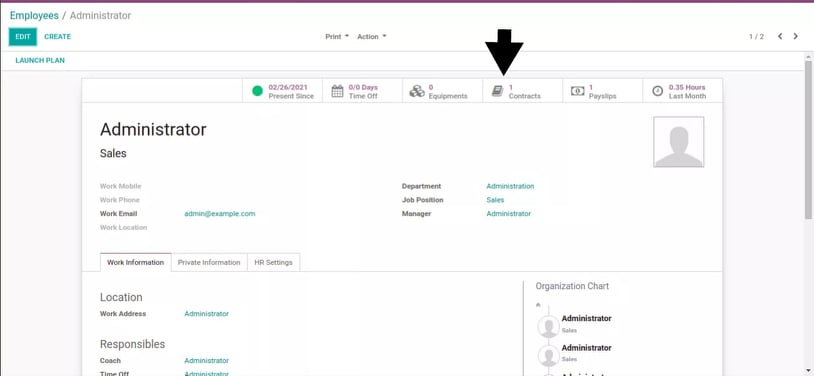 Employees / Administrator
EDIT CREATE Print Action 1 / 2
LAUNCH PLAN
02/26/2021 0/0 Days 0 1 1 0.35 Hours
Present Since Time Off Equipments Contracts Payslips Last Month
Administrator
Sales
Work Mobile Department Administration
Work Phone Job Position Sales
Work Email admin@example.com Manager Administrator
Work Location
Work Information Private Information HR Settings
Location Organization Chart
Work Address Administrator Administrator
Sales
Responsibles
Coach Administrator Administrator
Sales
Time Off Administrator